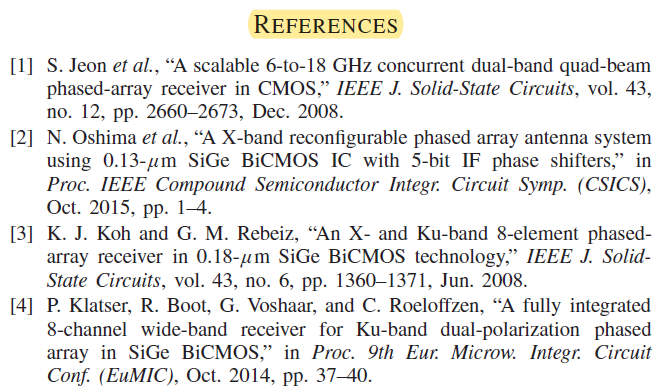 REFERENCES
[1] S. Jeon et al., “A scalable 6-to-18 GHz concurrent dual-band quad-beam
phased-array receiver in CMOS,” IEEE J. Solid-State Circuits, vol. 43,
no. 12, pp. 2660–2673, Dec. 2008.
[2] N. Oshima et al., “A X-band reconfigurable phased array antenna system
using 0.13-μm SiGe BiCMOS IC with 5-bit IF phase shifters,” in
Proc. IEEE Compound Semiconductor Integr. Circuit Symp. (CSICS),
Oct. 2015, pp. 1–4.
[3] K. J. Koh and G. M. Rebeiz, “An X- and Ku-band 8-element phased-
array receiver in 0.18-μm SiGe BiCMOS technology,” IEEE J. Solid-
State Circuits, vol. 43, no. 6, pp. 1360–1371, Jun. 2008.
[4] P. Klatser, R. Boot, G. Voshaar, and C. Roeloffzen, “A fully integrated
8-channel wide-band receiver for Ku-band dual-polarization phased
array in SiGe BiCMOS,” in Proc. 9th Eur. Microw. Integr. Circuit
Conf. (EuMIC), Oct. 2014, pp. 37–40.